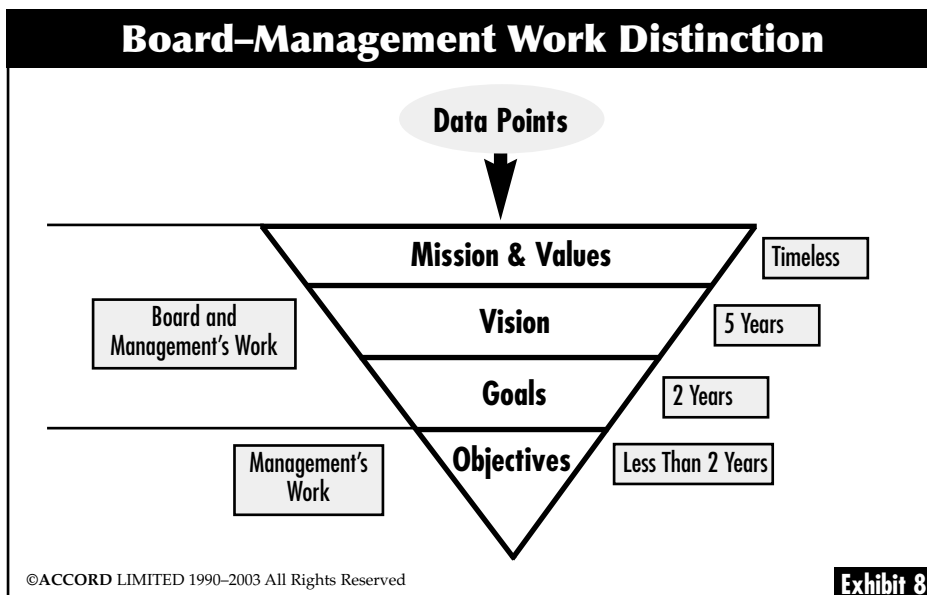 Board–Management Work Distinction
Data Points
Mission & Values
Timeless
Board and
Management's Work
Vision
5 Years
Goals
2 Years
Management's
Work
Objectives
Less Than 2 Years
©ACCORD LIMITED 1990–2003 All Rights Reserved
Exhibit 8